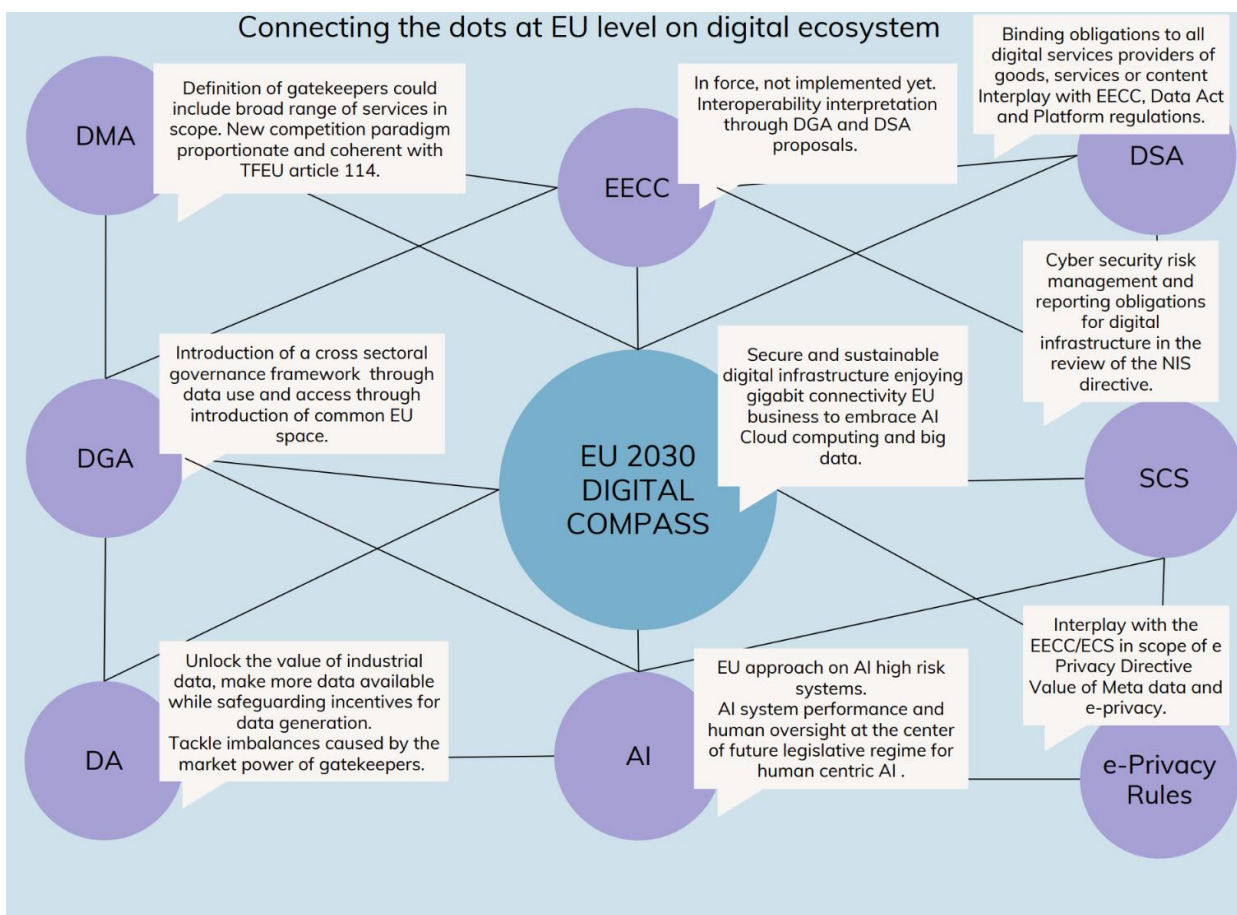 Connecting the dots at EU level on digital ecosystem
DMA
Definition of gatekeepers could
include broad range of services in
scope. New competition paradigm
proportionate and coherent with
TFEU article 114.
EECC
In force, not implemented yet.
Interoperability interpretation
through DGA and DSA
proposals.
Binding obligations to all
digital services providers of
goods, services or content
Interplay with EECC, Data Act
and Platform regulations.
DSA
DGA
Introduction of a cross sectoral
governance framework through
data use and access through
introduction of common EU
space.
EU 2030
DIGITAL
COMPASS
Secure and sustainable
digital infrastructure enjoying
gigabit connectivity EU
business to embrace AI
Cloud computing and big
data.
Cyber security risk
management and
reporting obligations
for digital
infrastructure in the
review of the NIS
directive.
SCS
DA
Unlock the value of industrial
data, make more data available
while safeguarding incentives for
data generation.
Tackle imbalances caused by the
market power of gatekeepers.
AI
EU approach on AI high risk
systems.
AI system performance and
human oversight at the center
of future legislative regime for
human centric AI .
Interplay with the
EECC/ECS in scope of e
Privacy Directive
Value of Meta data and
e-privacy.
e-Privacy
Rules